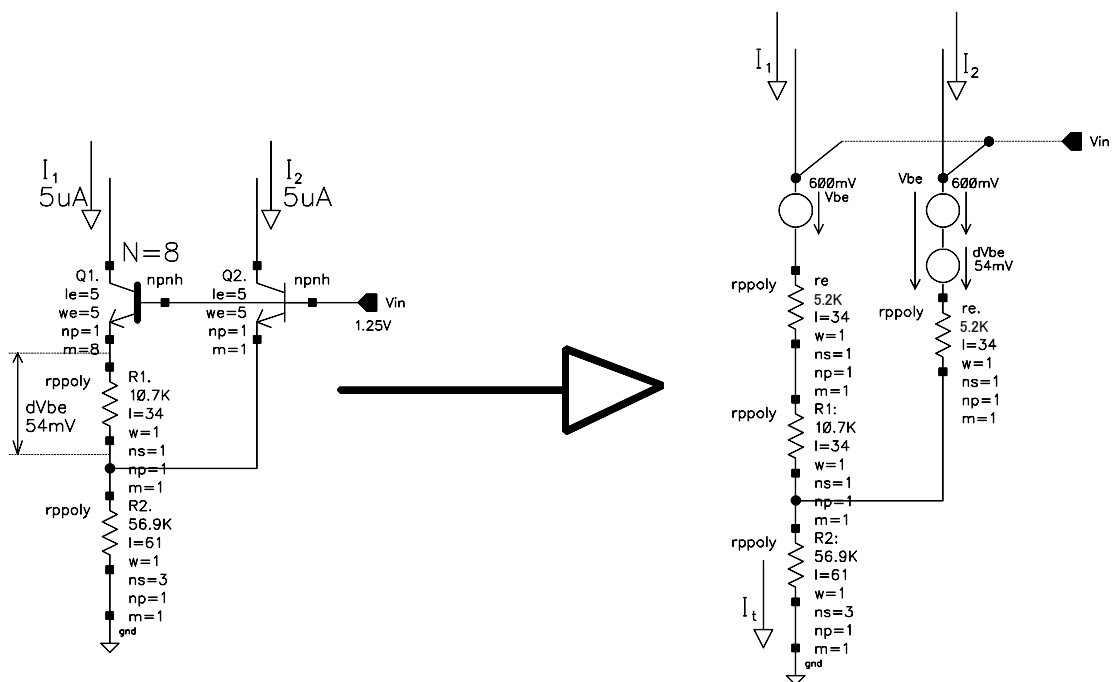 I1
5uA
I2
5uA
N=8
Q1.
le=5
we=5
np=1
m=8
npnh
Q2.
le=5
we=5
np=1
m=1
npnh
Vin
1.25V
dVbe
54mV
rppoly
R1.
10.7K
l=34
w=1
ns=1
np=1
m=1
rppoly
R2.
56.9K
l=61
w=1
ns=3
np=1
m=1
gnd
I1
I2
Vin
600mV
Vbe
Vbe
600mV
dVbe
54mV
rppoly
re
5.2K
l=34
w=1
ns=1
np=1
m=1
rppoly
re.
5.2K
l=34
w=1
ns=1
np=1
m=1
rppoly
R1:
10.7K
l=34
w=1
ns=1
np=1
m=1
rppoly
R2:
56.9K
l=61
w=1
ns=3
np=1
m=1
It
gnd